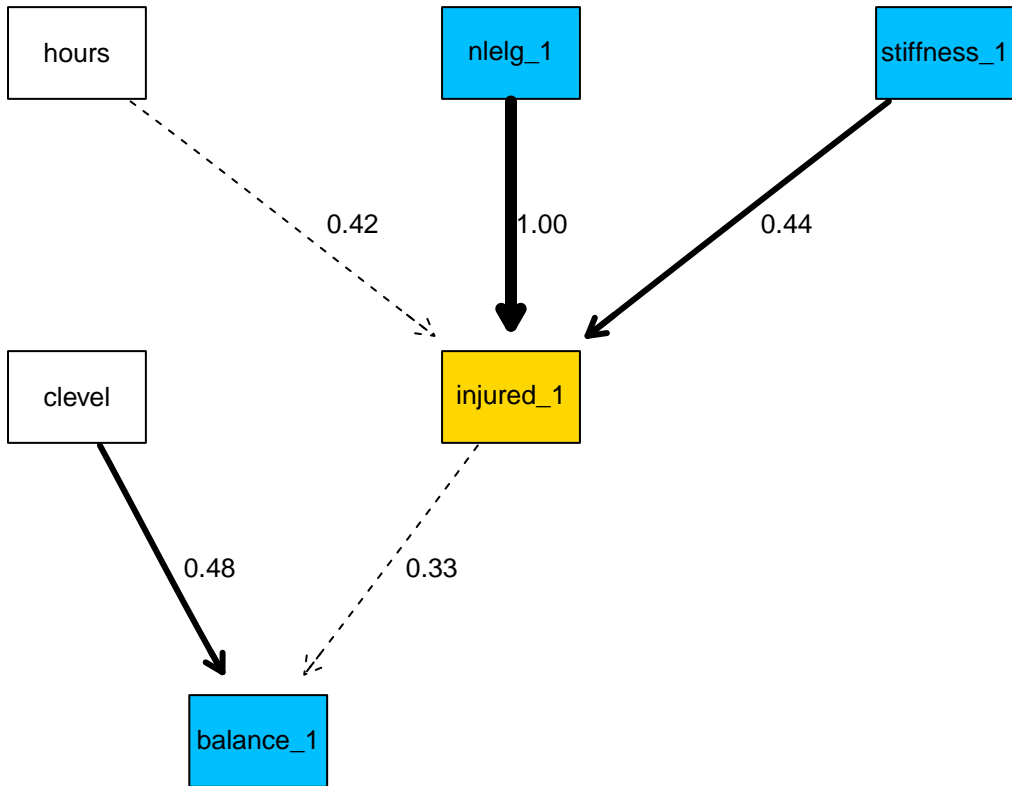 hours
nlelg_1
stiffness_1
0.42
1.00
0.44
clevel
injured_1
0.48
0.33
balance_1